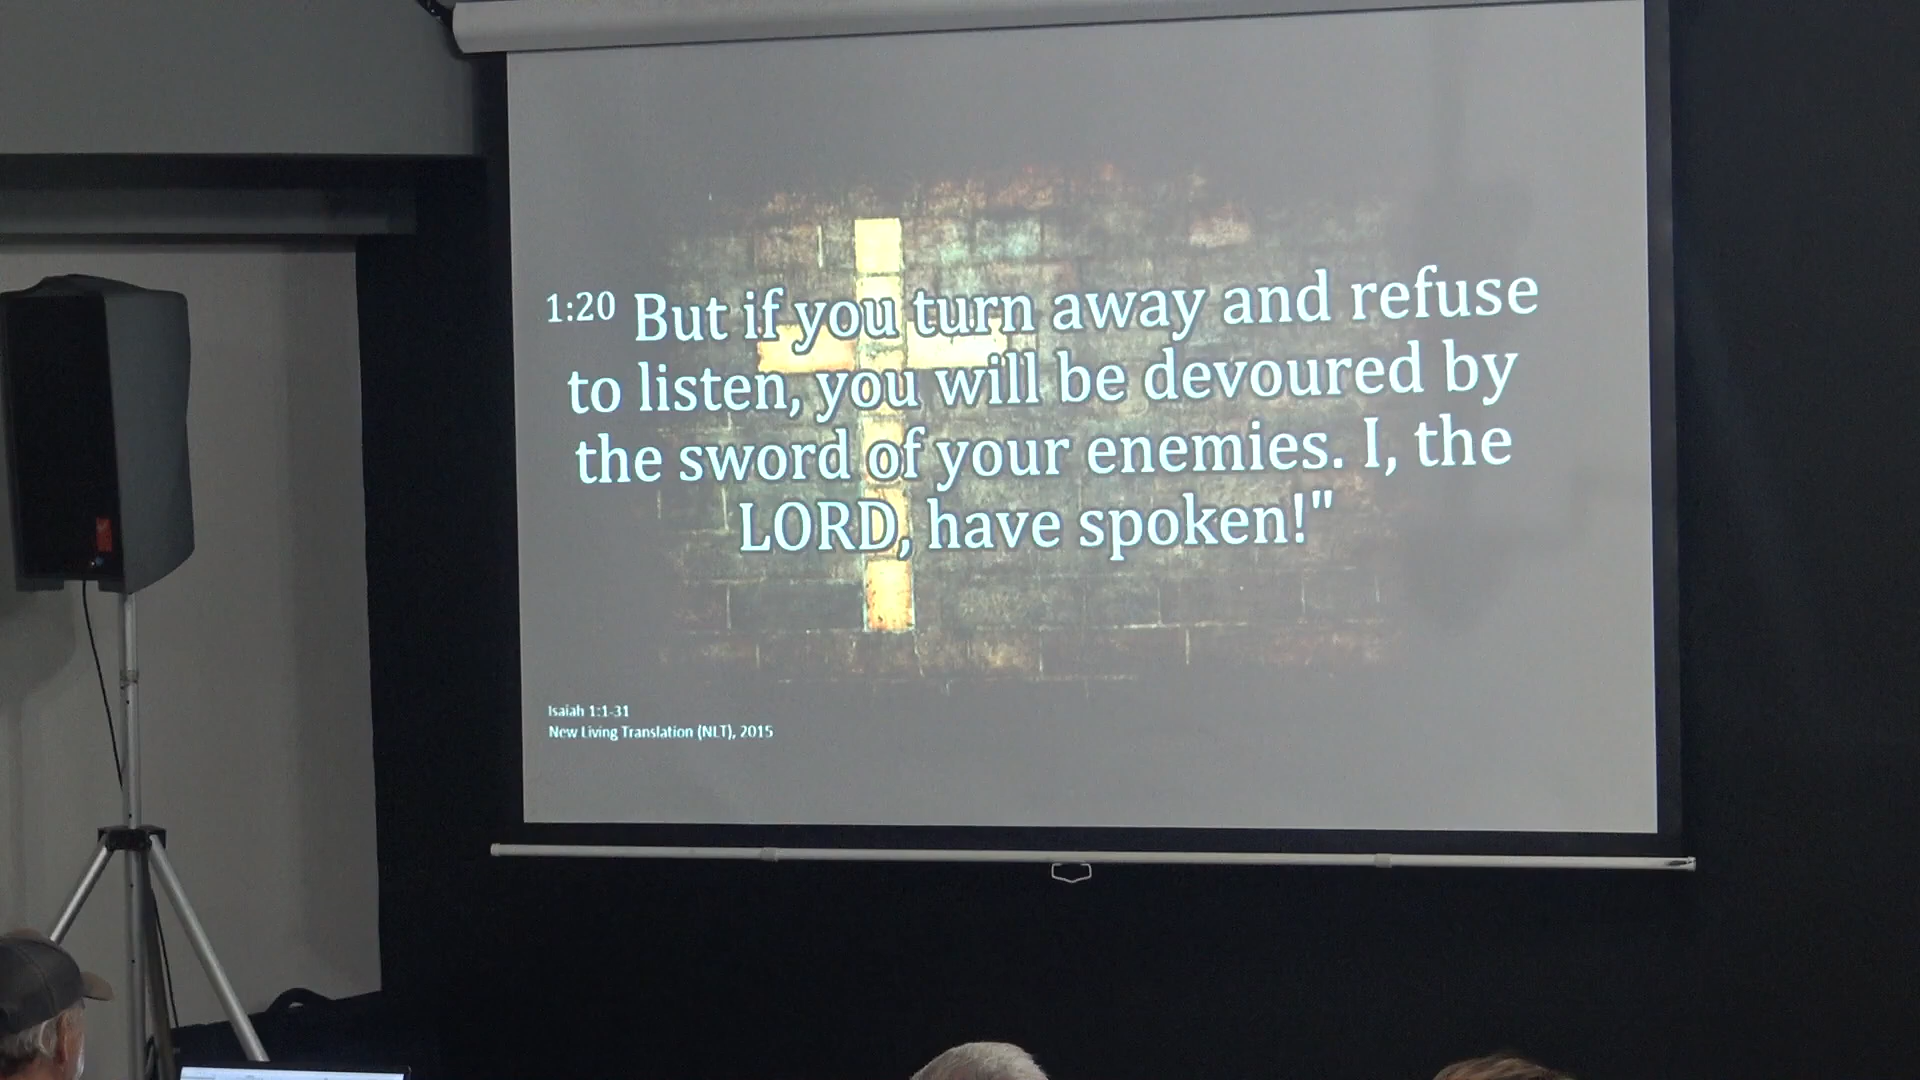 1:20 But if you turn away and refuse
to listen, you will be devoured by
the sword of your enemies. I, the
LORD, have spoken!"
Isaiah 1:1-31
New Living Translation (NLT), 2015